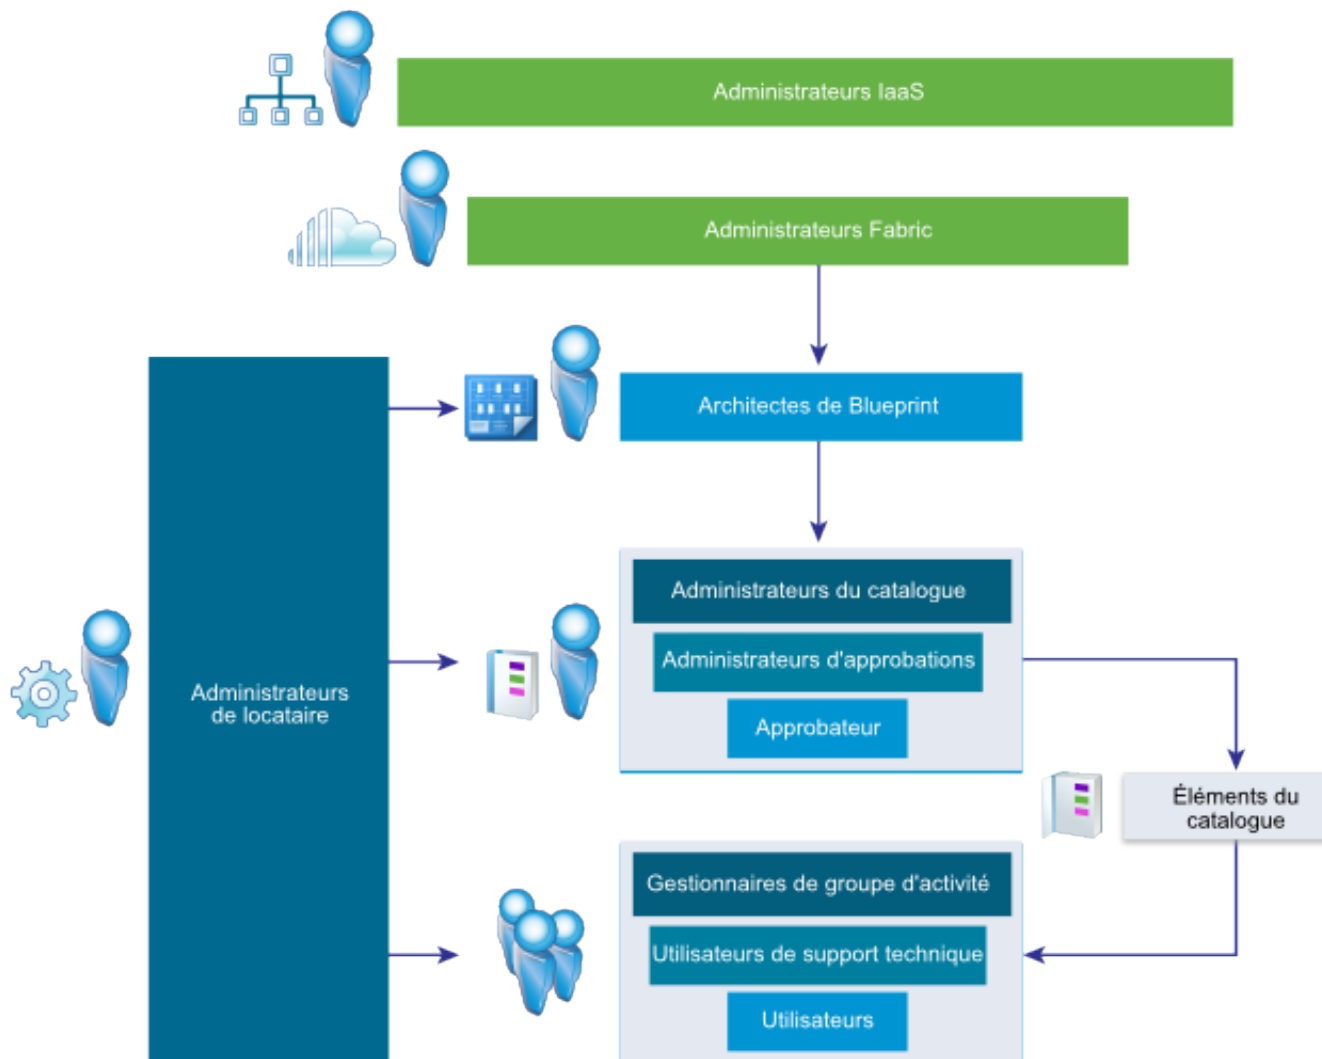 Administrateurs IaaS
Administrateurs Fabric
Architectes de Blueprint
Administrateurs
de locataire
Administrateurs du catalogue
Administrateurs d'approbations
Approbateur
Éléments du
catalogue
Gestionnaires de groupe d'activité
Utilisateurs de support technique
Utilisateurs